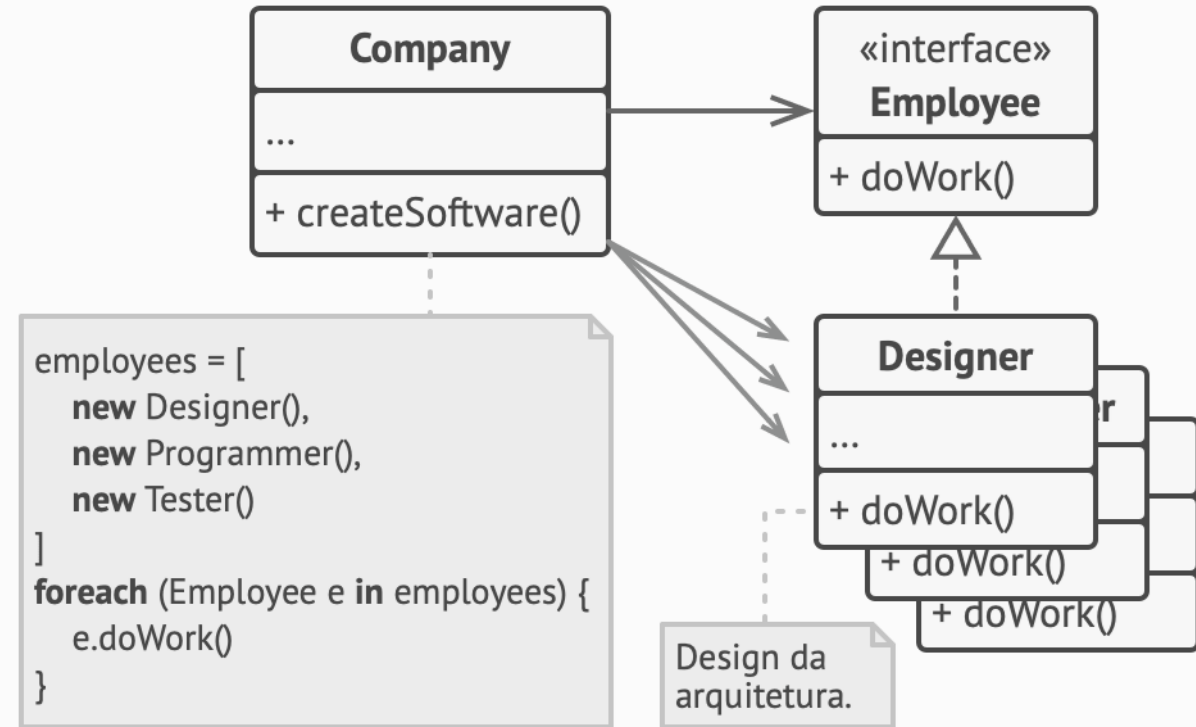 Company
...
+ createSoftware()
«interface»
Employee
+ doWork()
employees = [
new Designer(),
new Programmer(),
new Tester()
]
foreach (Employee e in employees) {
e.doWork()
}
Designer
...
+ doWork()
er
+ doWork()
+ doWork()
Design da
arquitetura.